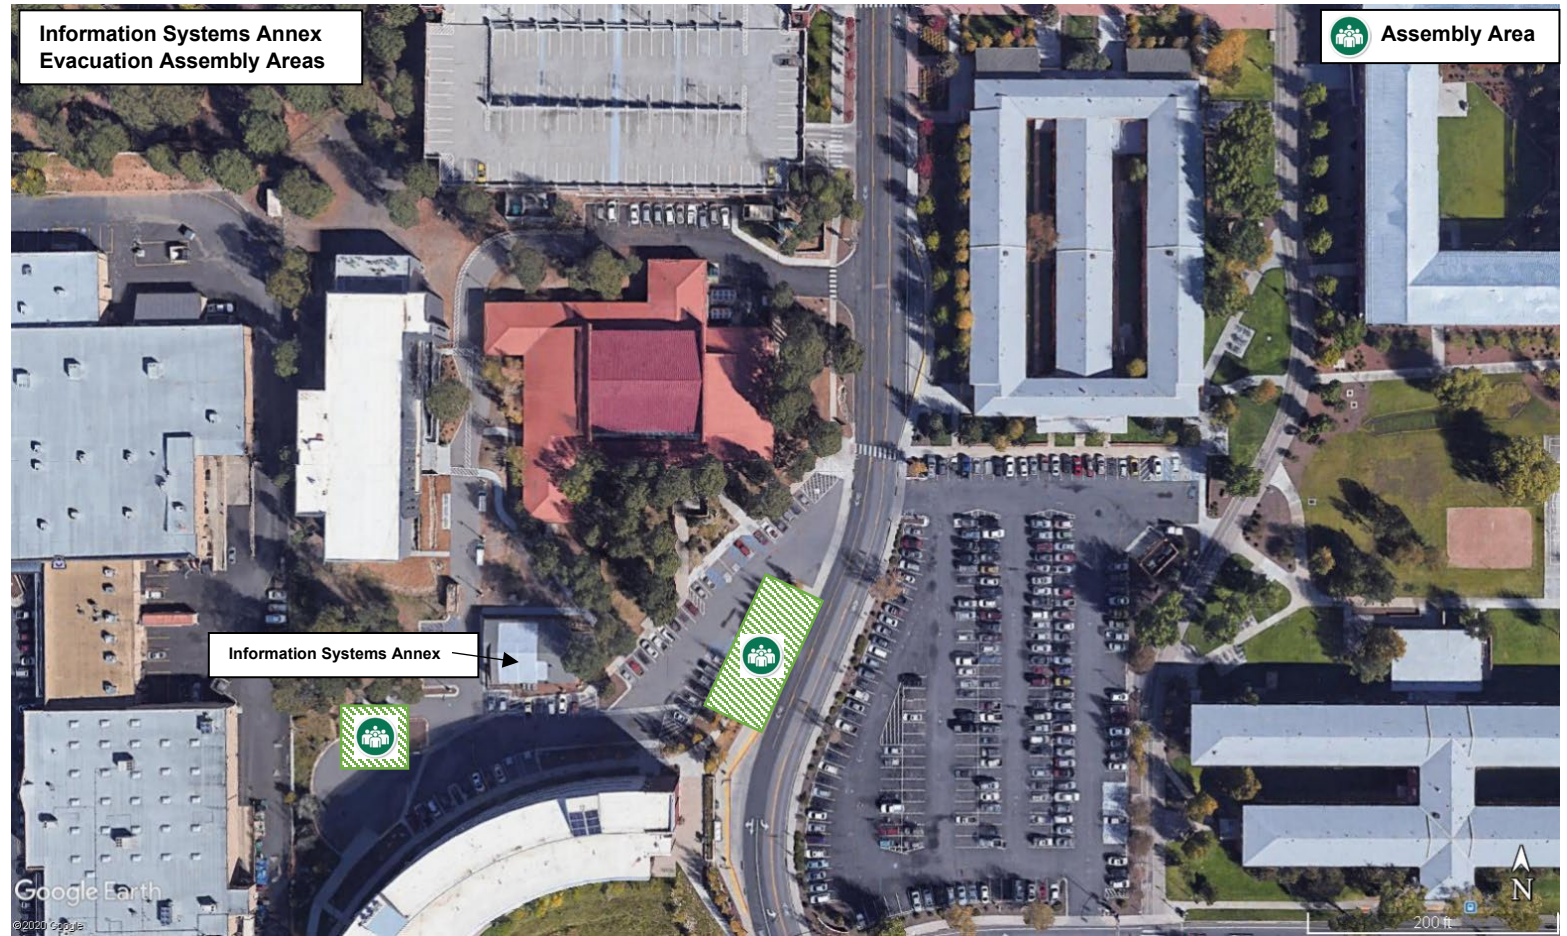 Information Systems Annex
Evacuation Assembly Areas
Assembly Area
Information Systems Annex
Google Earth
©2020 Google
N
200 ft